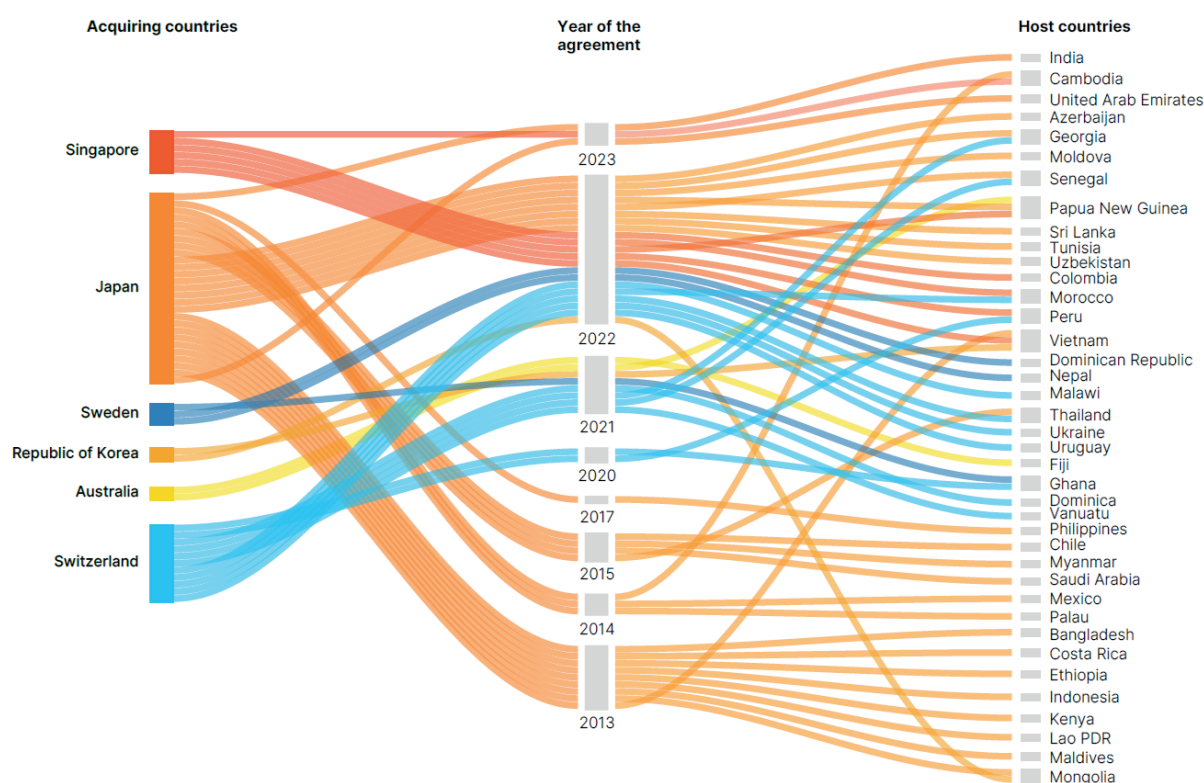 Acquiring countries
Year of the
agreement
Host countries
Singapore
Japan
Sweden
Republic of Korea
Australia
Switzerland
2023
2022
2021
2020
2017
2015
2014
2013
India
Cambodia
United Arab Emirates
Azerbaijan
Georgia
Moldova
Senegal
Papua New Guinea
Sri Lanka
Tunisia
Uzbekistan
Colombia
Morocco
Peru
Vietnam
Dominican Republic
Nepal
Malawi
Thailand
Ukraine
Uruguay
Fiji
Ghana
Dominica
Vanuatu
Philippines
Chile
Myanmar
Saudi Arabia
Mexico
Palau
Bangladesh
Costa Rica
Ethiopia
Indonesia
Kenya
Lao PDR
Maldives
Mongolia